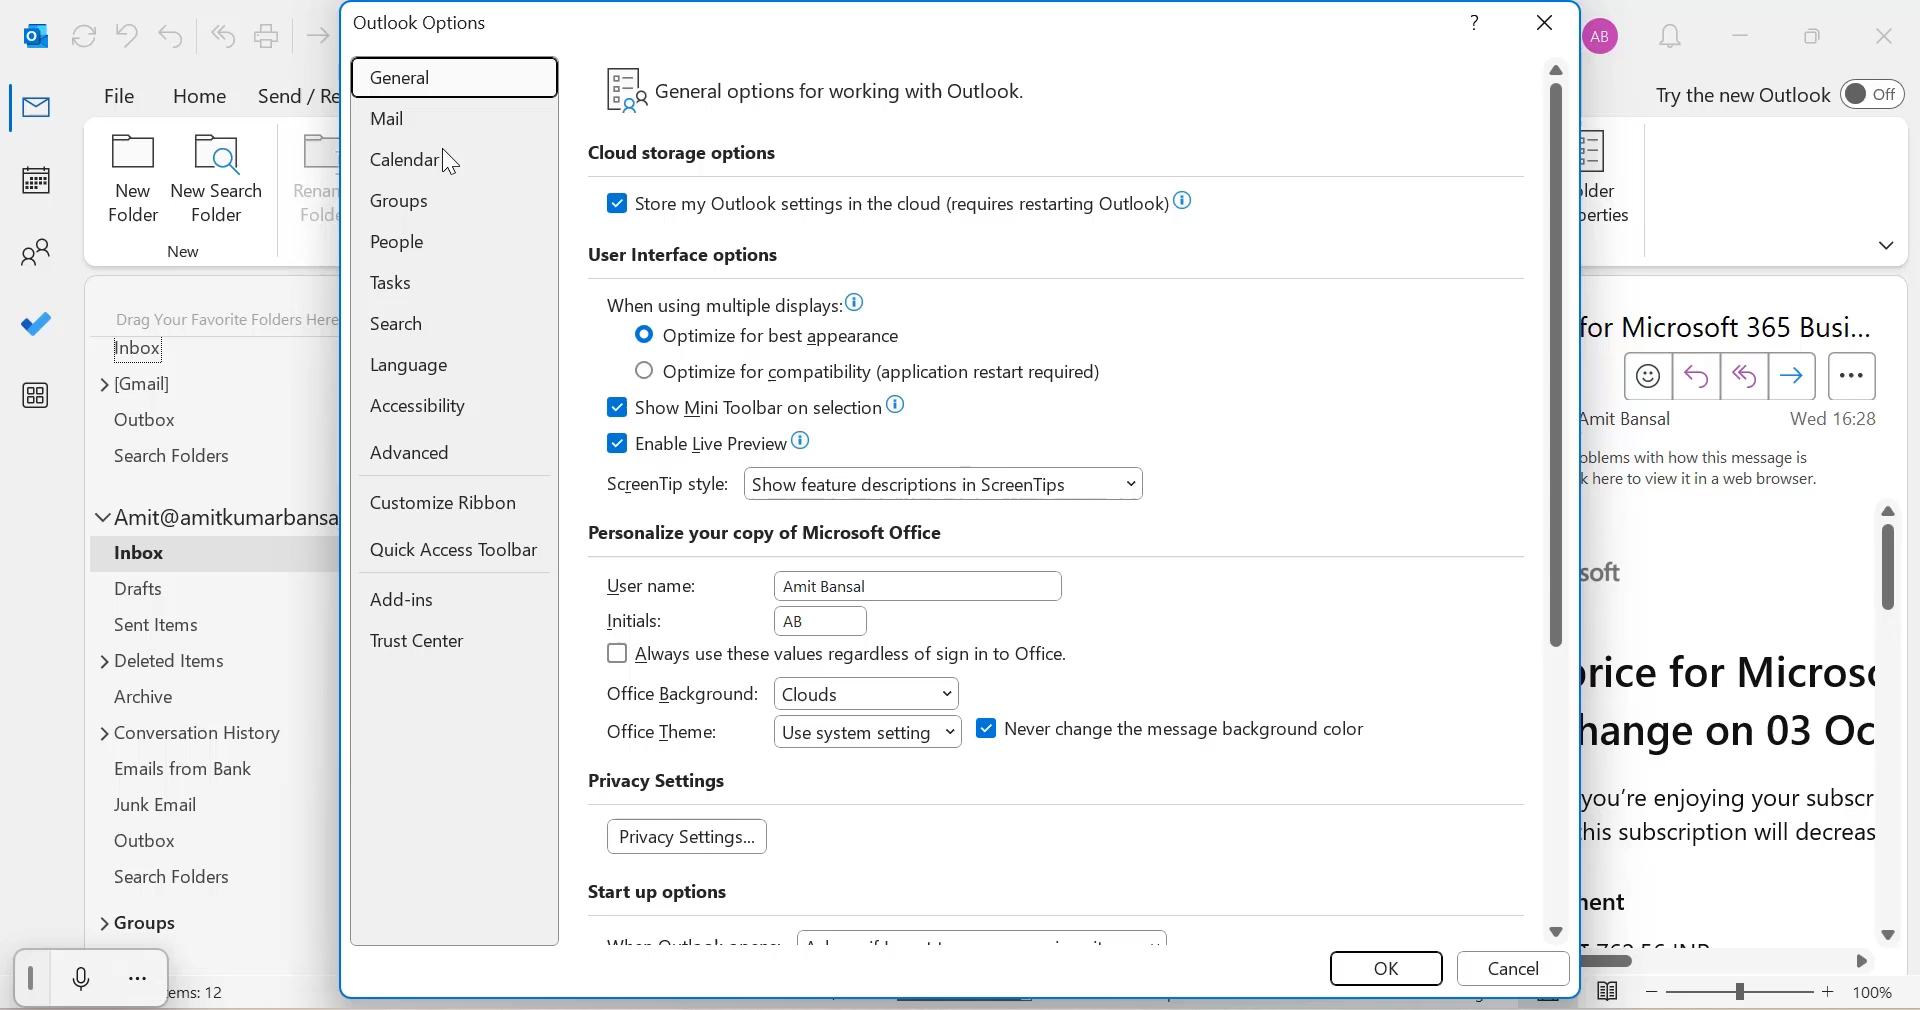 Outlook Options
?
AB
File
Home
Send / Re
Try the new Outlook
Off
New Folder
New Search Folder
Renan
Folde
New
lder
perties
Drag Your Favorite Folders Here
Inbox
[Gmail]
Outbox
Search Folders
Amit@amitkumarbansa
Inbox
Drafts
Sent Items
Deleted Items
Archive
Conversation History
Emails from Bank
Junk Email
Outbox
Search Folders
Groups
ems: 12
General
Mail
Calendar
Groups
People
Tasks
Search
Language
Accessibility
Advanced
Customize Ribbon
Quick Access Toolbar
Add-ins
Trust Center
General options for working with Outlook.
Cloud storage options
Store my Outlook settings in the cloud (requires restarting Outlook)
User Interface options
When using multiple displays:
Optimize for best appearance
Optimize for compatibility (application restart required)
Show Mini Toolbar on selection
Enable Live Preview
ScreenTip style: Show feature descriptions in ScreenTips
Personalize your copy of Microsoft Office
User name: Amit Bansal
Initials: AB
Always use these values regardless of sign in to Office.
Office Background: Clouds
Office Theme: Use system setting Never change the message background color
Privacy Settings
Privacy Settings...
Start up options
OK
Cancel
for Microsoft 365 Busi...
Amit Bansal
Wed 16:28
oblems with how this message is
k here to view it in a web browser.
soft
rice for Microso
hange on 03 Oc
you're enjoying your subscr
his subscription will decreas
nent
100%